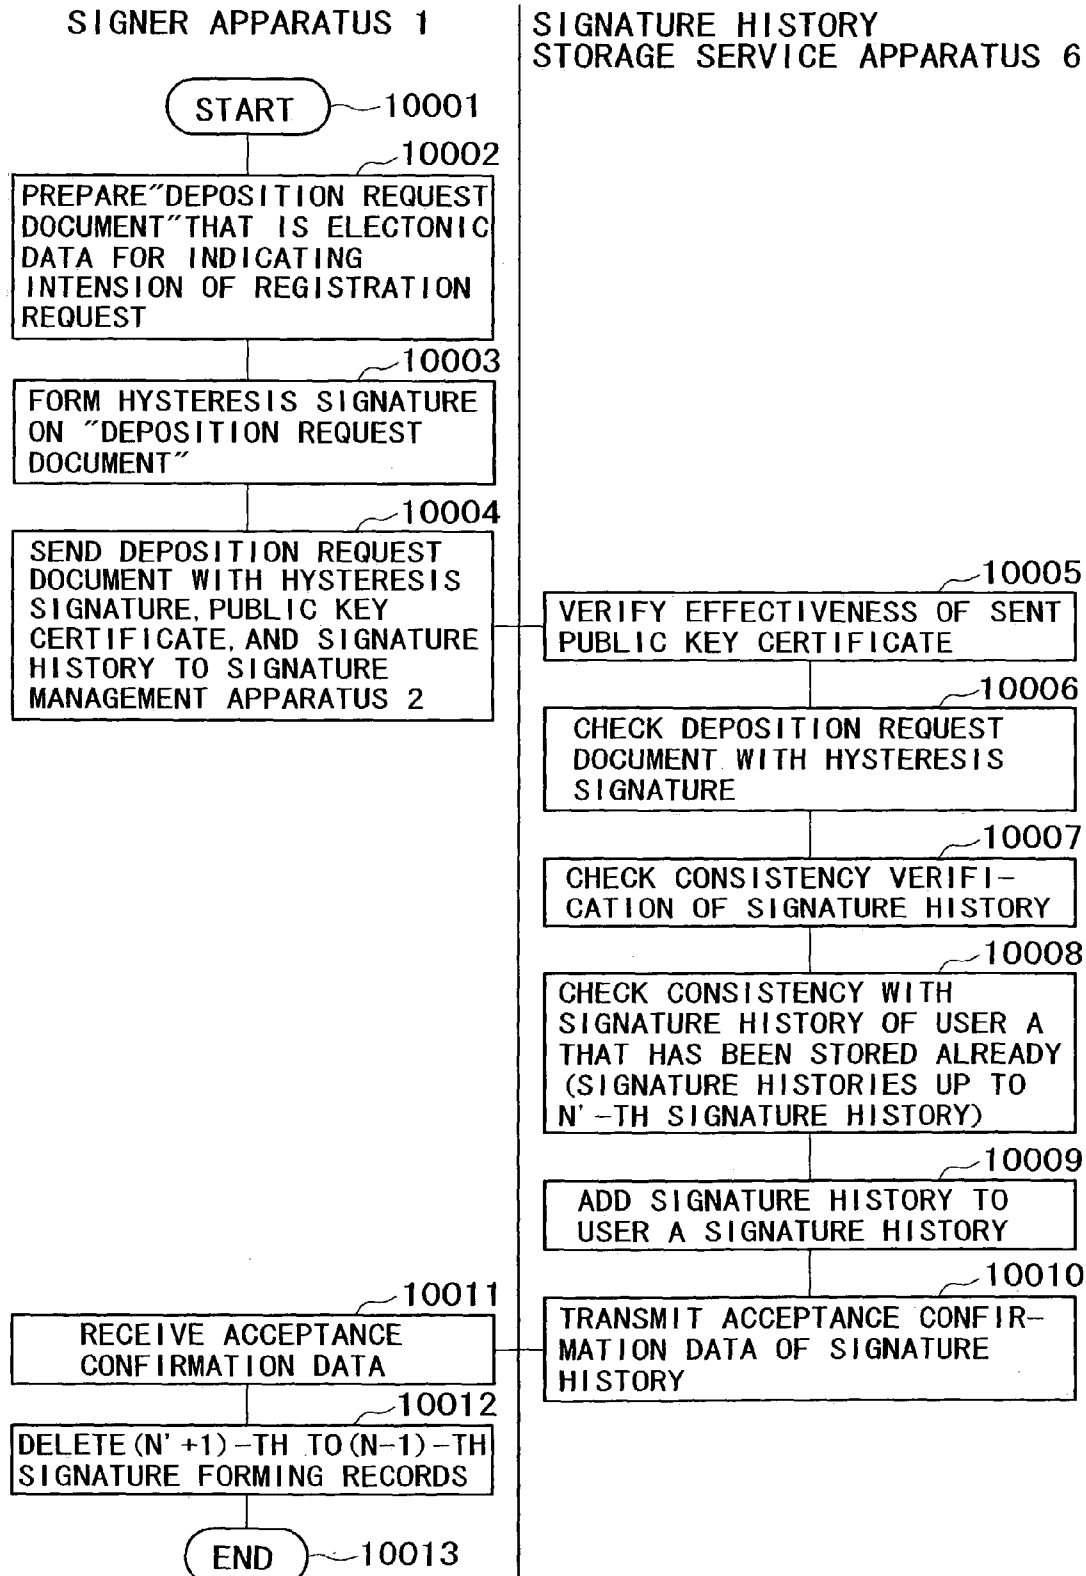 SIGNER APPARATUS 1
SIGNATURE HISTORY
STORAGE SERVICE APPARATUS 6
START
10001
10002
PREPARE"DEPOSITION REQUEST
DOCUMENT"THAT IS ELECTONIC
DATA FOR INDICATING
INTENSION OF REGISTRATION
REQUEST
10003
FORM HYSTERESIS SIGNATURE
ON "DEPOSITION REQUEST
DOCUMENT"
10004
SEND DEPOSITION REQUEST
DOCUMENT WITH HYSTERESIS
SIGNATURE, PUBLIC KEY
CERTIFICATE, AND SIGNATURE
HISTORY TO SIGNATURE
MANAGEMENT APPARATUS 2
10005
VERIFY EFFECTIVENESS OF SENT
PUBLIC KEY CERTIFICATE
10006
CHECK DEPOSITION REQUEST
DOCUMENT WITH HYSTERESIS
SIGNATURE
10007
CHECK CONSISTENCY VERIFI-
CATION OF SIGNATURE HISTORY
10008
CHECK CONSISTENCY WITH
SIGNATURE HISTORY OF USER A
THAT HAS BEEN STORED ALREADY
(SIGNATURE HISTORIES UP TO
N'-TH SIGNATURE HISTORY)
10009
ADD SIGNATURE HISTORY TO
USER A SIGNATURE HISTORY
10010
TRANSMIT ACCEPTANCE CONFIR-
MATION DATA OF SIGNATURE
HISTORY
10011
RECEIVE ACCEPTANCE
CONFIRMATION DATA
10012
DELETE(N'+1)-TH TO(N-1)-TH
SIGNATURE FORMING RECORDS
END
10013